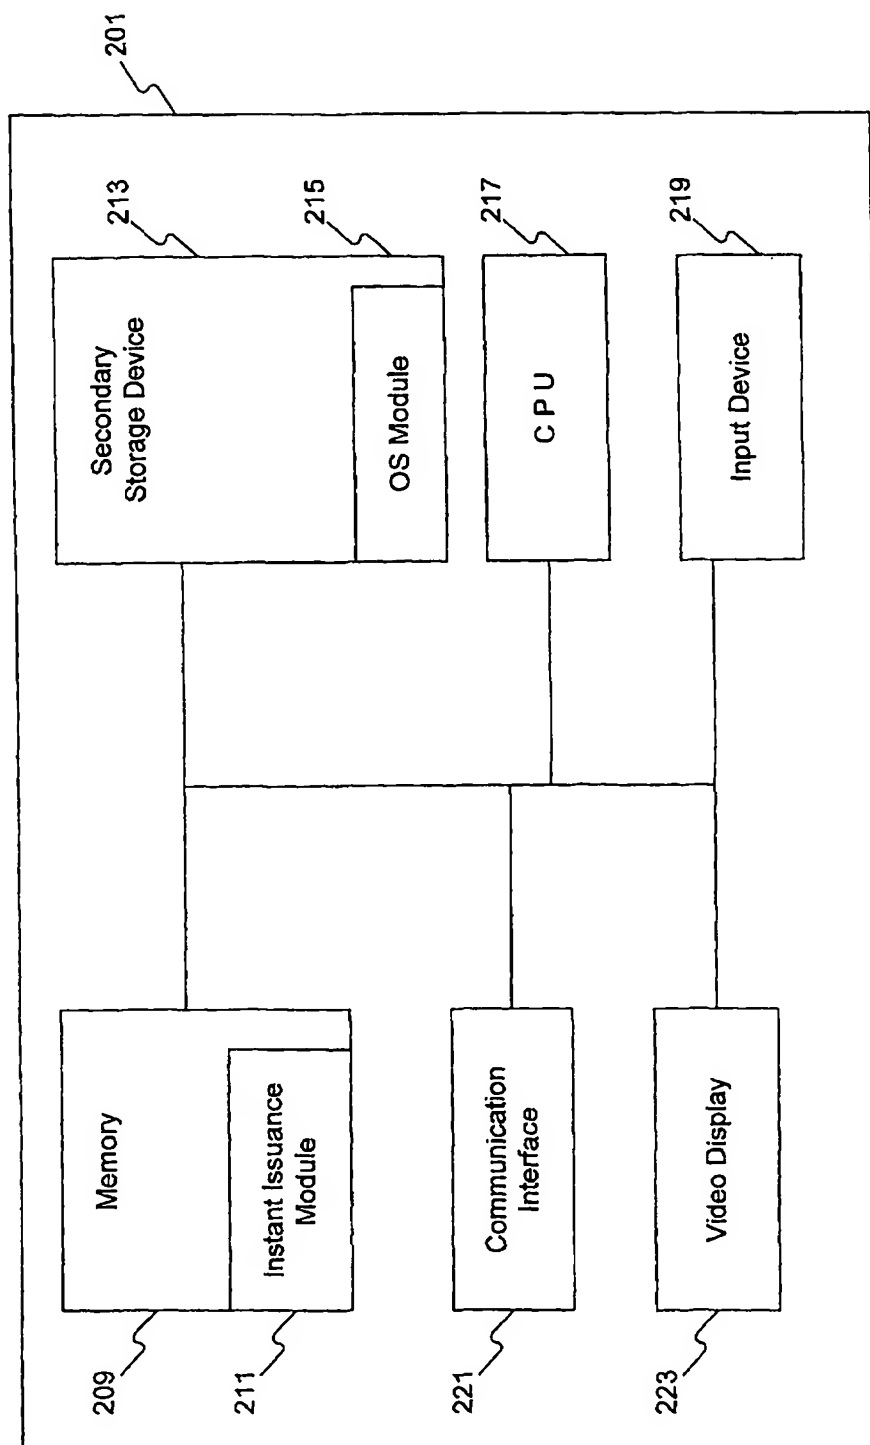 201
Memory
209
Instant Issuance
Module
211
Secondary
Storage Device
213
OS Module
215
Communication
Interface
221
C P U
217
Video Display
223
Input Device
219